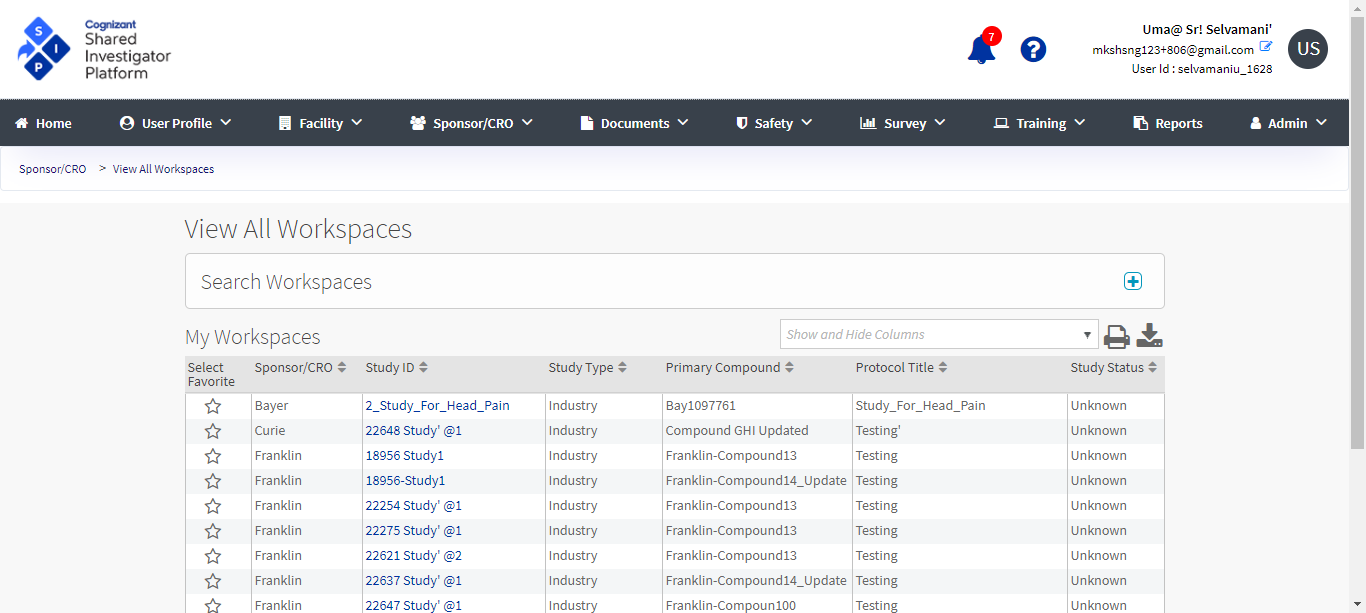 S
I
P
Cognizant
Shared
Investigator
Platform
7
?
Uma@ Sr! Selvamani'
mkshsng123+806@gmail.com
User Id : selvamaniu_1628
US
Home User Profile Facility Sponsor/CRO Documents Safety Survey Training Reports Admin
Sponsor/CRO > View All Workspaces
View All Workspaces
Search Workspaces
My Workspaces Show and Hide Columns
Select Favorite Sponsor/CRO Study ID Study Type Primary Compound Protocol Title Study Status
Bayer 2_Study_For_Head_Pain Industry Bay1097761 Study_For_Head_Pain Unknown
Curie 22648 Study' @1 Industry Compound GHI Updated Testing' Unknown
Franklin 18956 Study1 Industry Franklin-Compound13 Testing Unknown
Franklin 18956-Study1 Industry Franklin-Compound14_Update Testing Unknown
Franklin 22254 Study' @1 Industry Franklin-Compound13 Testing Unknown
Franklin 22275 Study' @1 Industry Franklin-Compound13 Testing Unknown
Franklin 22621 Study' @2 Industry Franklin-Compound13 Testing Unknown
Franklin 22637 Study' @1 Industry Franklin-Compound14_Update Testing Unknown
Franklin 22647 Study' @1 Industry Franklin-Compoun100 Testing Unknown